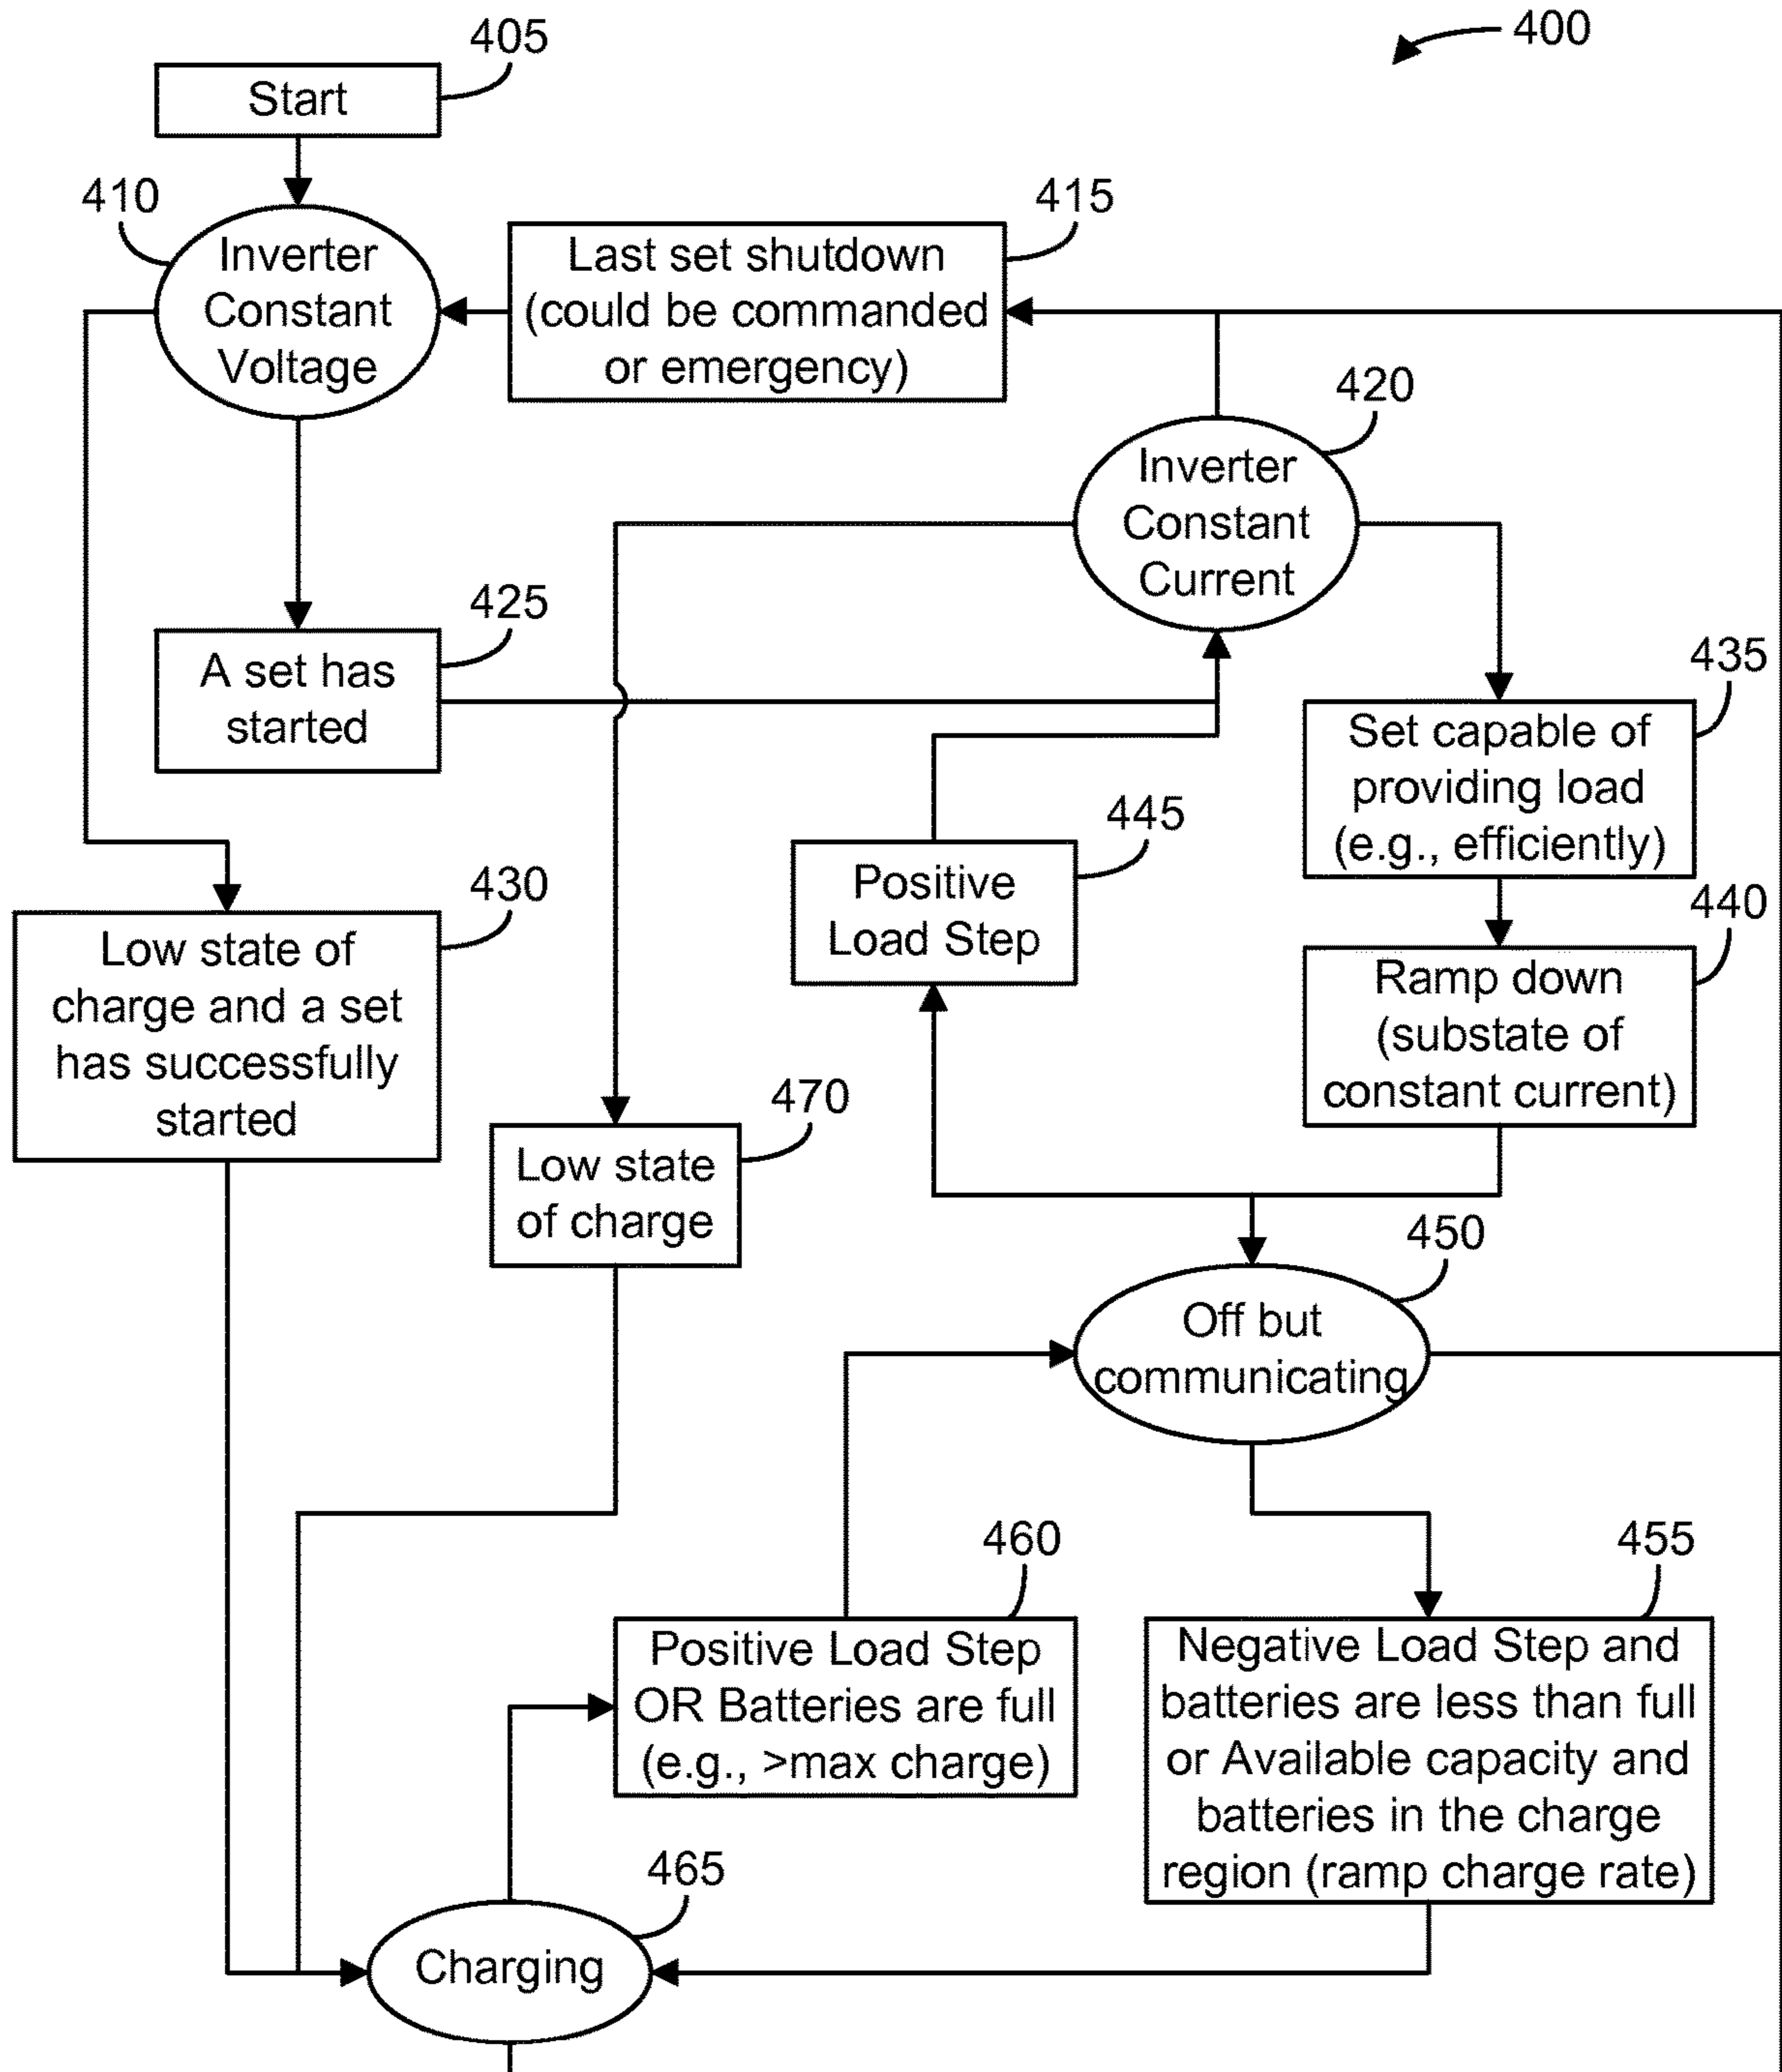 400
405
Start
410
Inverter
Constant
Voltage
415
Last set shutdown
(could be commanded
or emergency)
420
Inverter
Constant
Current
425
A set has
started
435
Set capable of
providing load
(e.g., efficiently)
445
Positive
Load Step
430
Low state of
charge and a set
has successfully
started
440
Ramp down
(substate of
constant current)
470
Low state
of charge
450
Off but
communicating
460
Positive Load Step
OR Batteries are full
(e.g., >max charge)
455
Negative Load Step and
batteries are less than full
or Available capacity and
batteries in the charge
region (ramp charge rate)
465
Charging